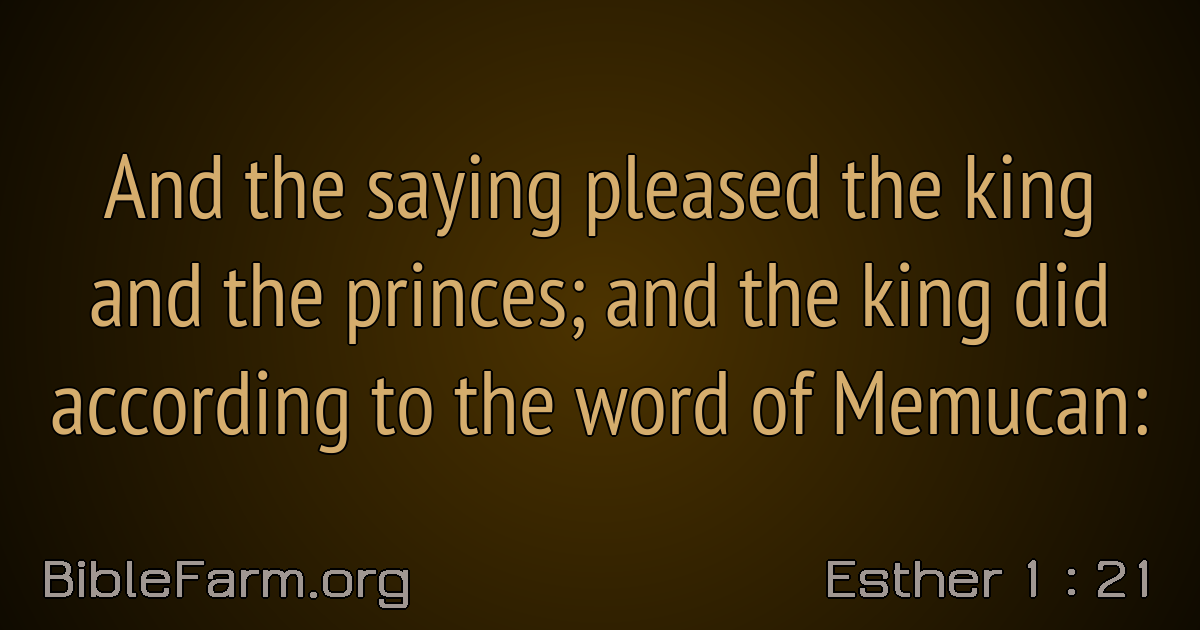 And the saying pleased the king
and the princes; and the king did
according to the word of Memucan:
BibleFarm.org
Esther 1 : 21